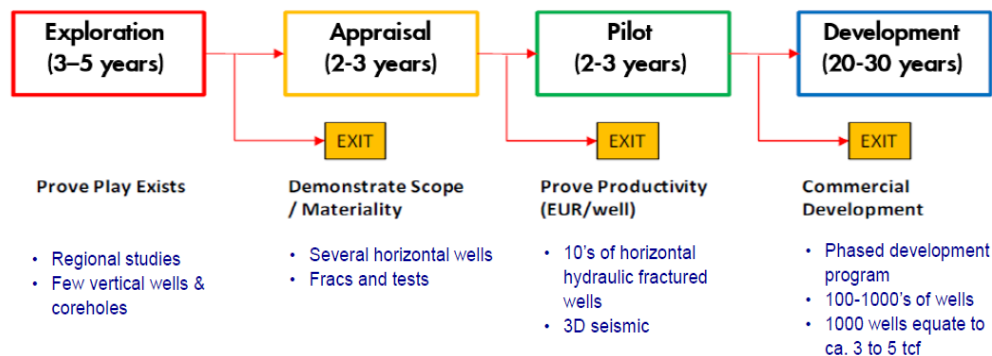 Exploration
(3–5 years)
Appraisal
(2-3 years)
Pilot
(2-3 years)
Development
(20-30 years)
EXIT
EXIT
EXIT
Prove Play Exists
• Regional studies
• Few vertical wells &
coreholes
Demonstrate Scope
/ Materiality
• Several horizontal wells
• Fracs and tests
Prove Productivity
(EUR/well)
• 10's of horizontal
hydraulic fractured
wells
• 3D seismic
Commercial
Development
• Phased development
program
• 100-1000's of wells
• 1000 wells equate to
ca. 3 to 5 tcf